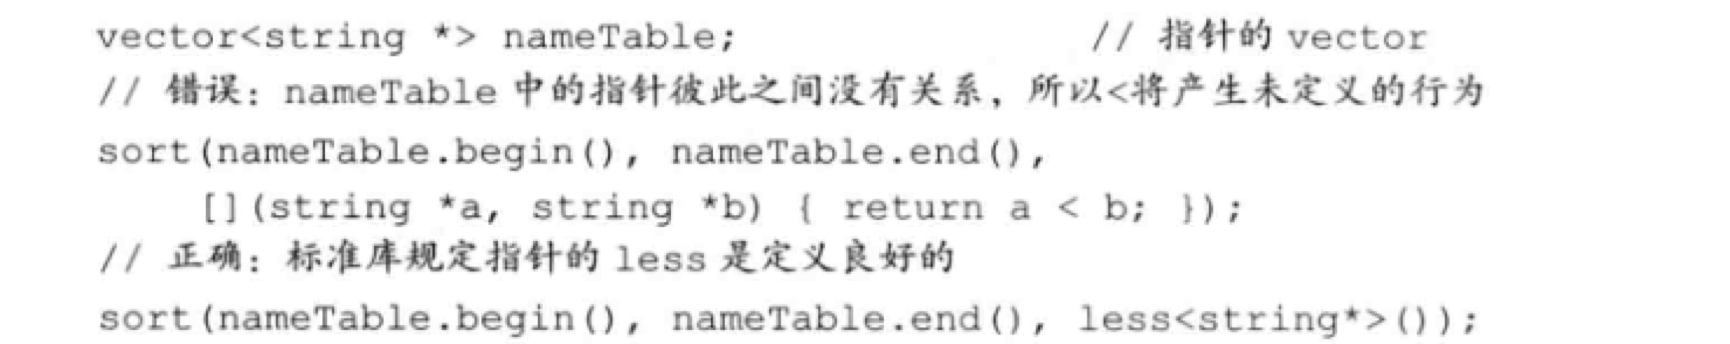 vector<string *> nameTable; // 指针的 vector
// 错误：nameTable 中的指针彼此之间没有关系，所以<将产生未定义的行为
sort(nameTable.begin(), nameTable.end(),
[](string *a, string *b) { return a < b; });
// 正确：标准库规定指针的 less 是定义良好的
sort(nameTable.begin(), nameTable.end(), less<string*>());